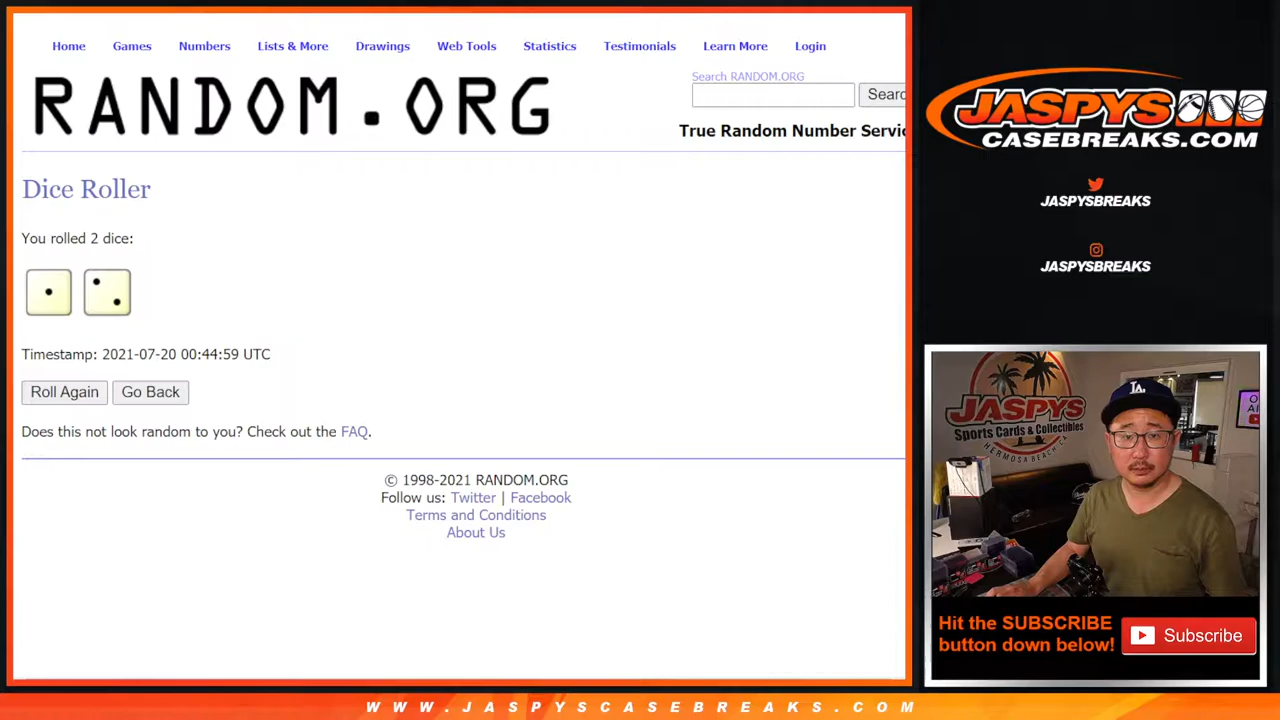 Home Games Numbers Lists & More Drawings Web Tools Statistics Testimonials Learn More Login
RANDOM.ORG
Search RANDOM.ORG
Searc
True Random Number Servic
Dice Roller
You rolled 2 dice:
Timestamp: 2021-07-20 00:44:59 UTC
Roll Again Go Back
Does this not look random to you? Check out the FAQ.
© 1998-2021 RANDOM.ORG
Follow us: Twitter | Facebook
Terms and Conditions
About Us
JASPYS
CASEBREAKS.COM
JASPYSBREAKS
JASPYSBREAKS
JASPYS
Sports Cards & Collectibles
HERMOSA BEACH, CA
LA
Hit the SUBSCRIBE
button down below!
Subscribe
WWW.JASPYSCASEBREAKS.COM